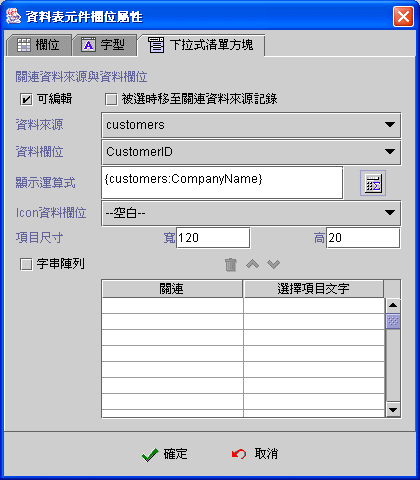 資料表元件欄位屬性
欄位 字型 下拉式清單方塊
關連資料來源與資料欄位
可編輯 被選時移至關連資料來源記錄
資料來源 customers
資料欄位 CustomerID
顯示運算式 {customers:CompanyName}
Icon資料欄位 --空白--
項目尺寸 寬 120 高 20
字串陣列
關連 選擇項目文字
確定 取消